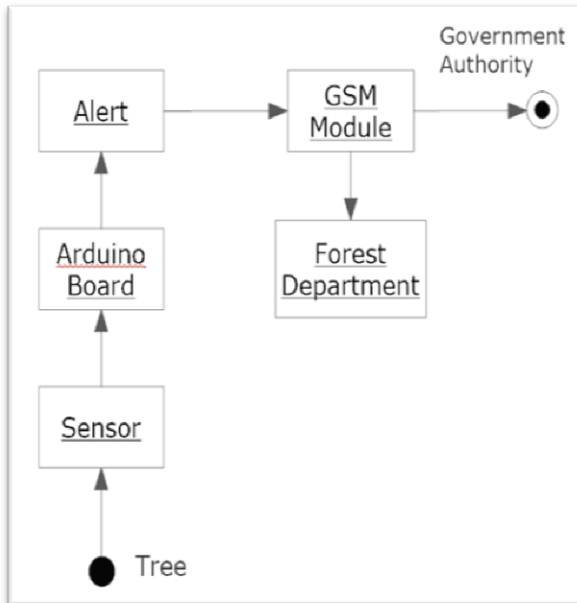 Government
Authority
Alert
GSM
Module
Arduino
Board
Forest
Department
Sensor
Tree